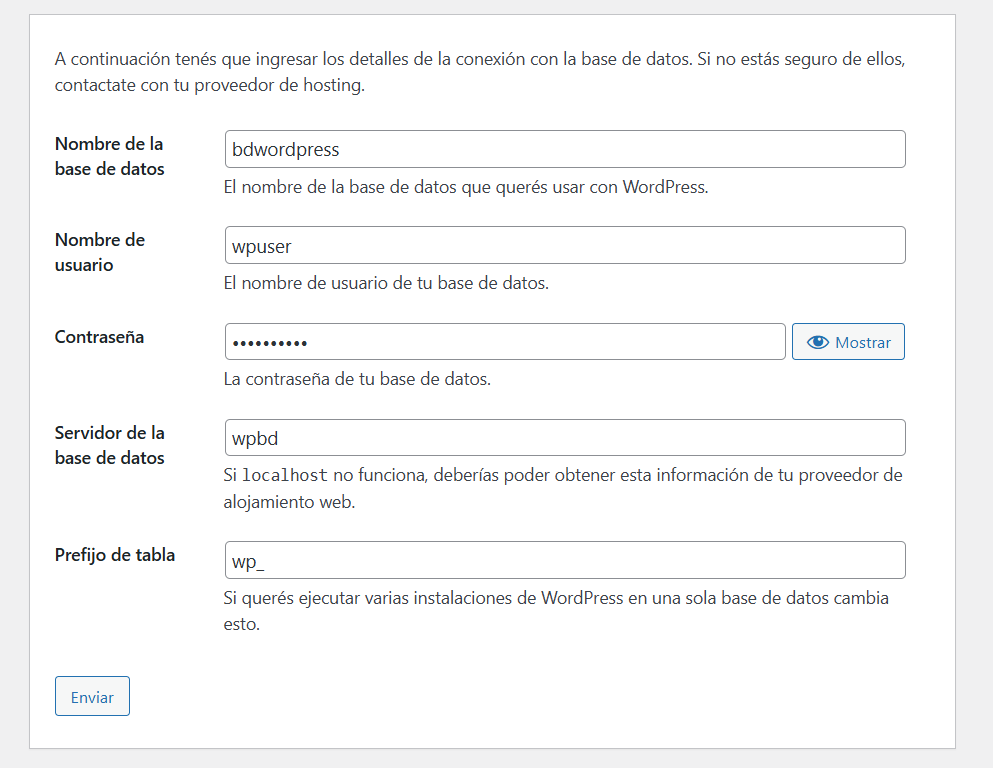 A continuación tenés que ingresar los detalles de la conexión con la base de datos. Si no estás seguro de ellos,
contactate con tu proveedor de hosting.
Nombre de la
base de datos
bdwordpress
El nombre de la base de datos que querés usar con WordPress.
Nombre de
usuario
wpuser
El nombre de usuario de tu base de datos.
Contraseña
••••••••••
Mostrar
La contraseña de tu base de datos.
Servidor de la
base de datos
wpbd
Si localhost no funciona, deberías poder obtener esta información de tu proveedor de
alojamiento web.
Prefijo de tabla
wp_
Si querés ejecutar varias instalaciones de WordPress en una sola base de datos cambia
esto.
Enviar